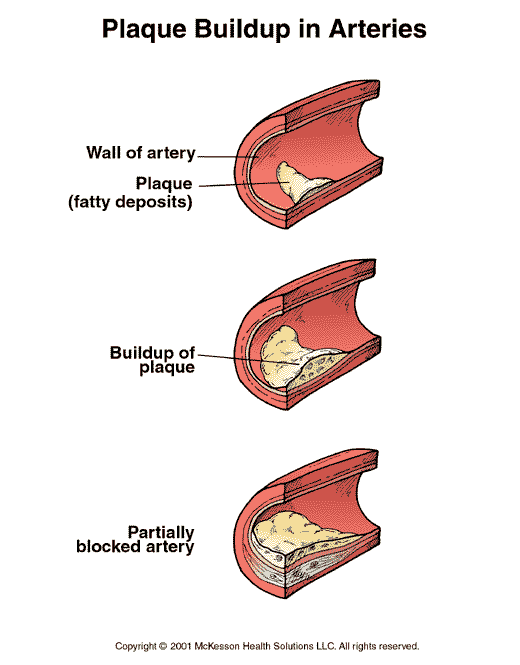 Plaque Buildup in Arteries
Wall of artery
Plaque
(fatty deposits)
Buildup of
plaque
Partially
blocked artery
Copyright © 2001 McKesson Health Solutions LLC. All rights reserved.